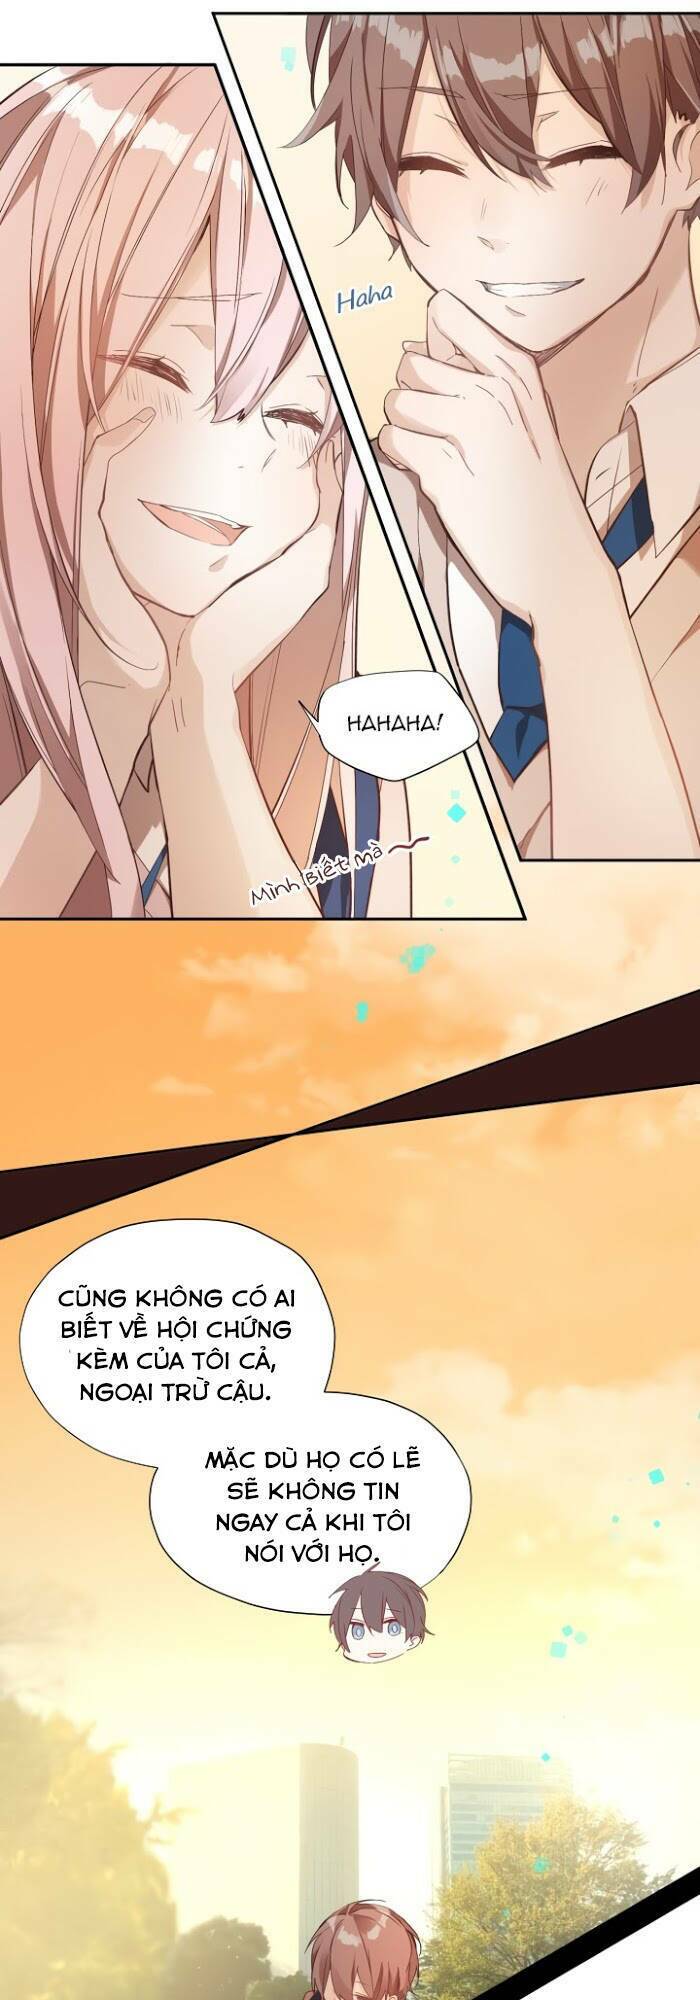 Haha
HAHAHA!
Mình Biết mà
CŨNG KHÔNG CÓ AI
BIẾT VỀ HỘI CHỨNG
KÈM CỦA TÔI CẢ,
NGOẠI TRỪ CẬU.
MẶC DÙ HỌ CÓ LẼ
SẼ KHÔNG TIN
NGAY CẢ KHI TÔI
NÓI VỚI HỌ.